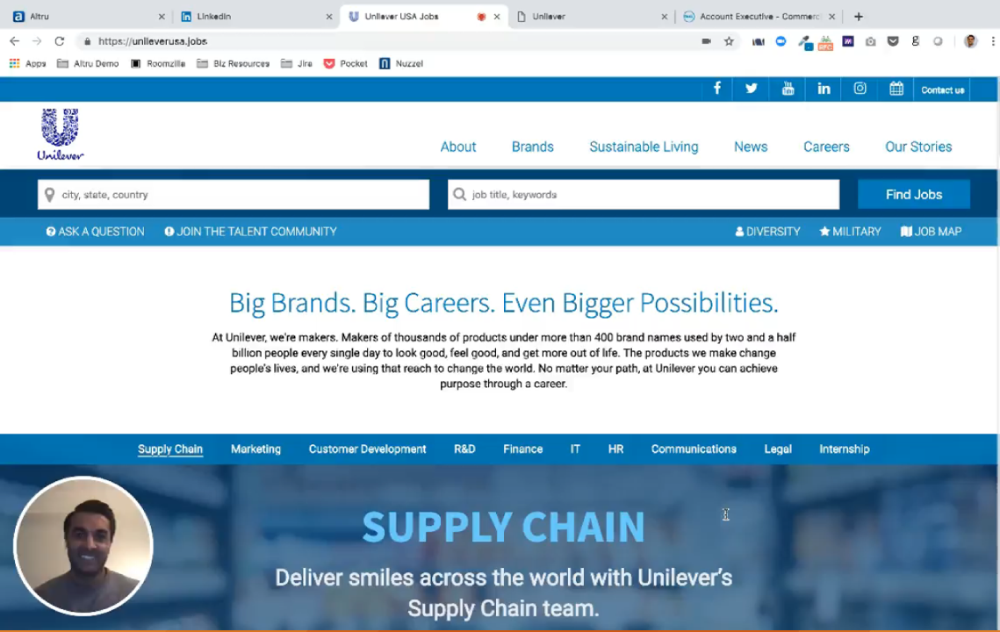 Altru
LinkedIn
Unilever USA Jobs
Unilever
Account Executive - Commerc
https://unileverusa.jobs
Apps
Altru Demo
Roomzilla
Biz Resources
Jira
Pocket
Nuzzel
Contact us
Unilever
About
Brands
Sustainable Living
News
Careers
Our Stories
city, state, country
job title, keywords
Find Jobs
ASK A QUESTION
JOIN THE TALENT COMMUNITY
DIVERSITY
MILITARY
JOB MAP
Big Brands. Big Careers. Even Bigger Possibilities.
At Unilever, we're makers. Makers of thousands of products under more than 400 brand names used by two and a half
billion people every single day to look good, feel good, and get more out of life. The products we make change
people's lives, and we're using that reach to change the world. No matter your path, at Unilever you can achieve
purpose through a career.
Supply Chain
Marketing
Customer Development
R&D
Finance
IT
HR
Communications
Legal
Internship
SUPPLY CHAIN
Deliver smiles across the world with Unilever's
Supply Chain team.